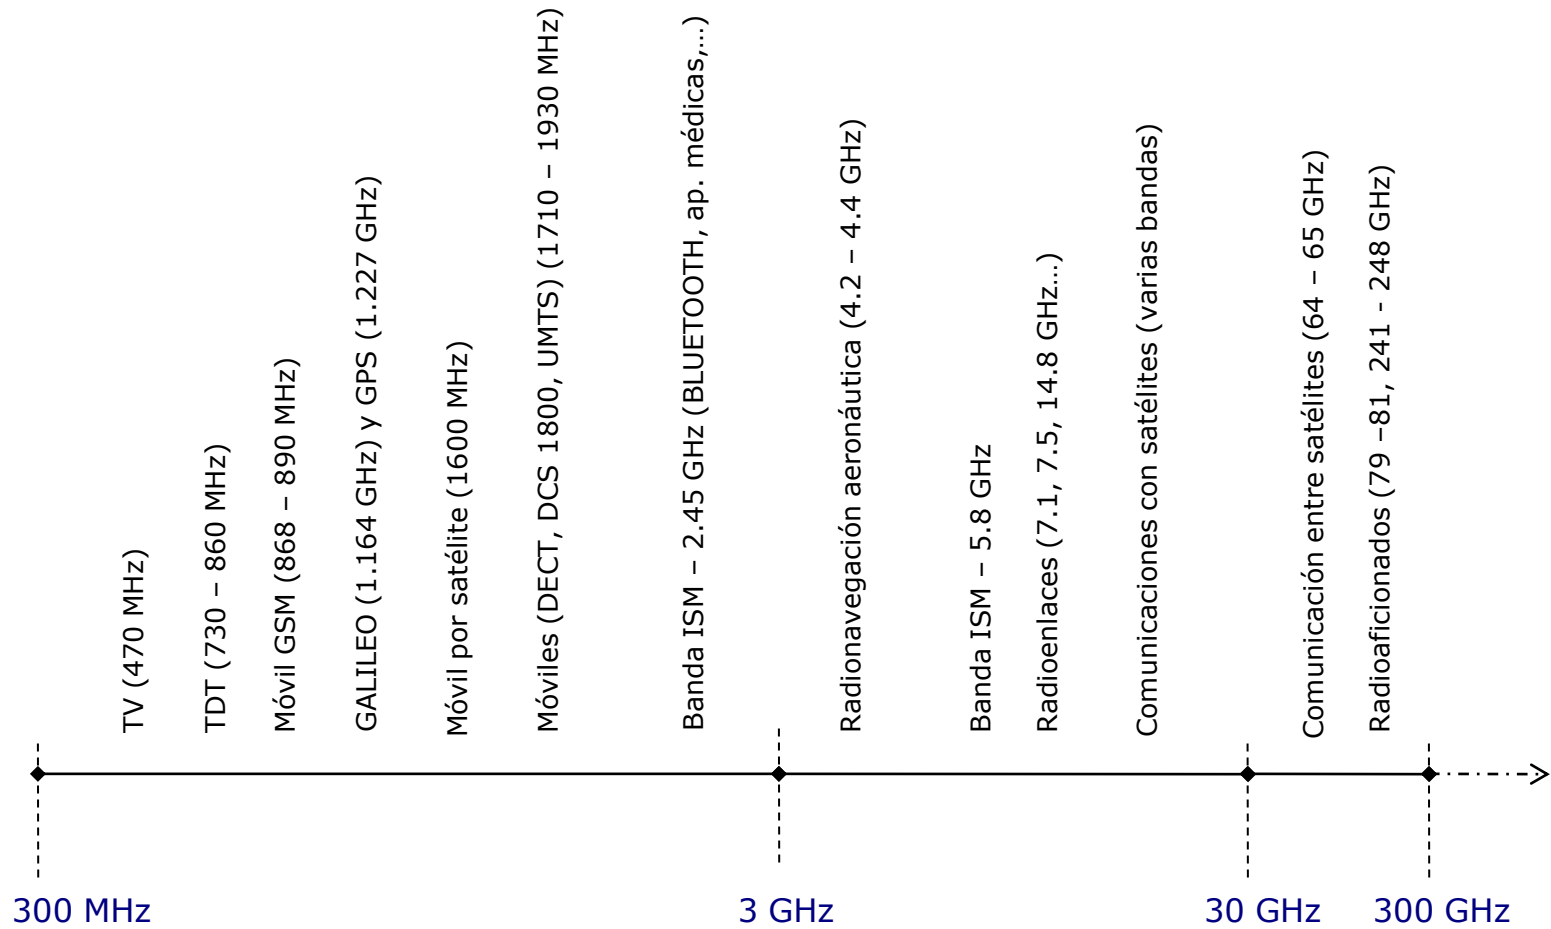 TV (470 MHz)
TDT (730 – 860 MHz)
Móvil GSM (868 – 890 MHz)
GALILEO (1.164 GHz) y GPS (1.227 GHz)
Móvil por satélite (1600 MHz)
Móviles (DECT, DCS 1800, UMTS) (1710 – 1930 MHz)
Banda ISM – 2.45 GHz (BLUETOOTH, ap. médicas,…)
Radionavegación aeronáutica (4.2 – 4.4 GHz)
Banda ISM – 5.8 GHz
Radioenlaces (7.1, 7.5, 14.8 GHz…)
Comunicaciones con satélites (varias bandas)
Comunicación entre satélites (64 – 65 GHz)
Radioaficionados (79 –81, 241 - 248 GHz)
300 MHz
3 GHz
30 GHz
300 GHz